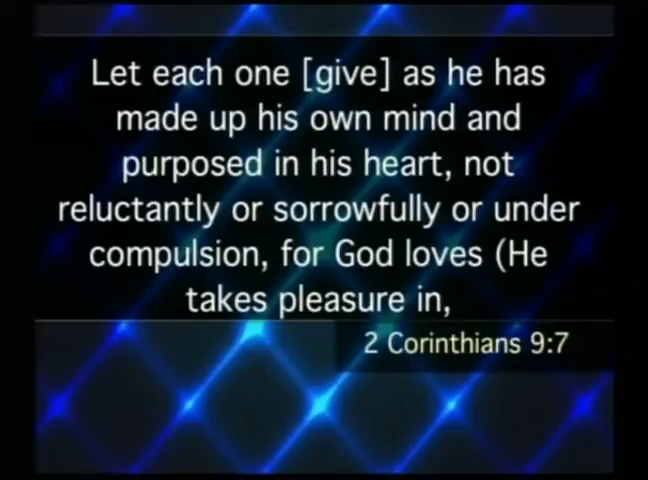 Let each one [give] as he has
made up his own mind and
purposed in his heart, not
reluctantly or sorrowfully or under
compulsion, for God loves (He
takes pleasure in,
2 Corinthians 9:7